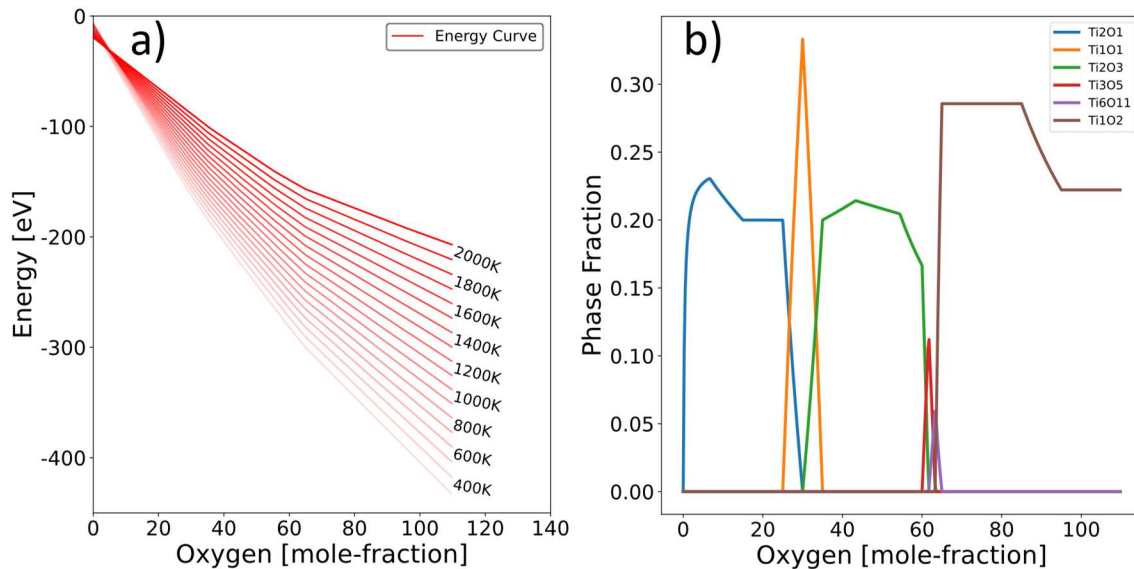 a)
Energy Curve
0
-100
-200
-300
-400
Energy [eV]
2000K
1800K
1600K
1400K
1200K
1000K
800K
600K
400K
0 20 40 60 80 100 120 140
Oxygen [mole-fraction]
b)
Ti2O1
Ti1O1
Ti2O3
Ti3O5
Ti6O11
Ti1O2
0.30
0.25
0.20
0.15
0.10
0.05
0.00
Phase Fraction
0 20 40 60 80 100
Oxygen [mole-fraction]